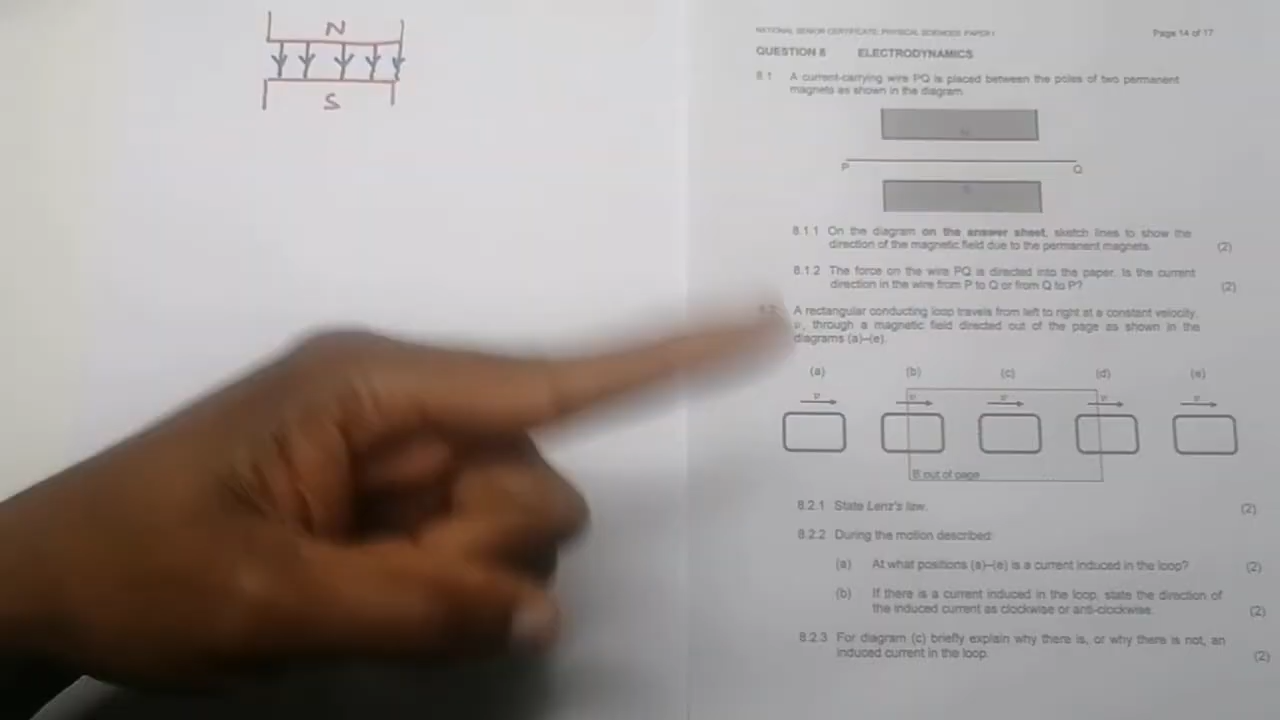 N
S
NATIONAL SENIOR CERTIFICATE: PHYSICAL SCIENCES: PAPER I
Page 14 of 17
QUESTION 8 ELECTRODYNAMICS
8.1 A current-carrying wire PQ is placed between the poles of two permanent
magnets as shown in the diagram.
P
Q
8.1.1 On the diagram on the answer sheet, sketch lines to show the
direction of the magnetic field due to the permanent magnets.
(2)
8.1.2 The force on the wire PQ is directed into the paper. Is the current
direction in the wire from P to Q or from Q to P?
(2)
A rectangular conducting loop travels from left to right at a constant velocity,
v, through a magnetic field directed out of the page as shown in the
diagrams (a)–(e).
(a) (b) (c) (d) (e)
v v v v v
B out of page
8.2.1 State Lenz's law.
(2)
8.2.2 During the motion described:
(a) At what positions (a)–(e) is a current induced in the loop?
(2)
(b) If there is a current induced in the loop, state the direction of
the induced current as clockwise or anti-clockwise.
(2)
8.2.3 For diagram (c) briefly explain why there is, or why there is not, an
induced current in the loop.
(2)